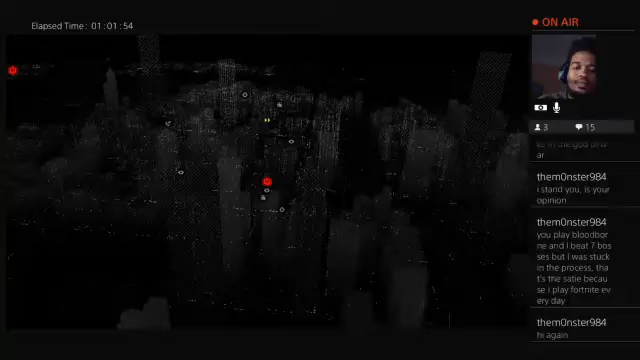 Elapsed Time : 01:01:54
ON AIR
3
15
ar
them0nster984
i stand you, is your
opinion
them0nster984
you play bloodbor
ne and I beat 7 bos
ses but I was stuck
in the process, tha
t's the satie becau
se i play fortnite ev
ery day
them0nster984
hi again